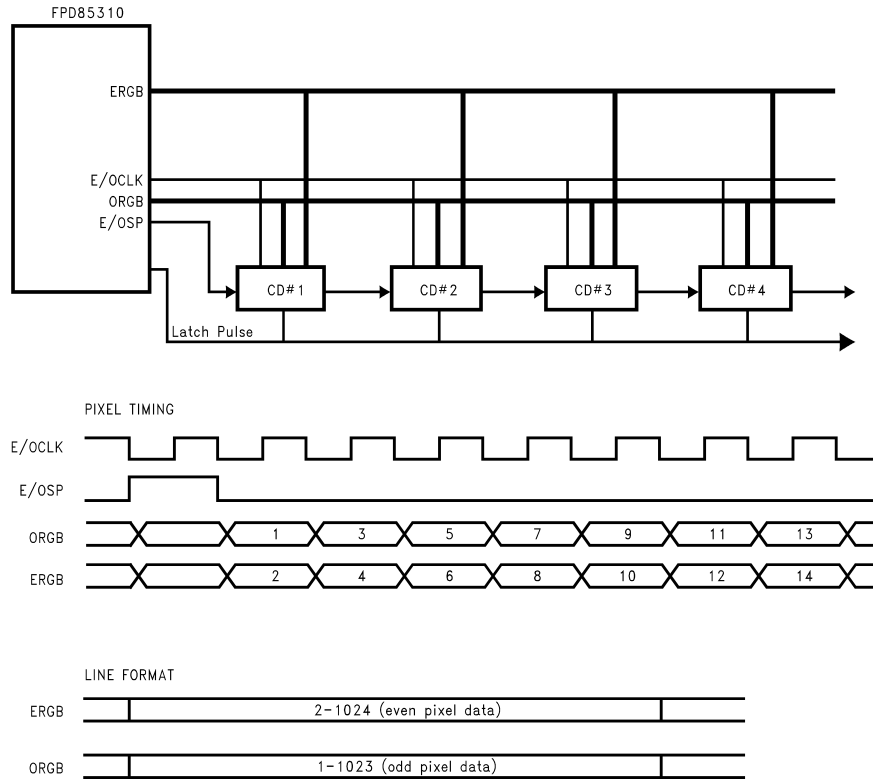 FPD85310
ERGB
E/OCLK
ORGB
E/OSP
CD#1
CD#2
CD#3
CD#4
Latch Pulse
PIXEL TIMING
E/OCLK
E/OSP
ORGB 1 3 5 7 9 11 13
ERGB 2 4 6 8 10 12 14
LINE FORMAT
ERGB 2-1024 (even pixel data)
ORGB 1-1023 (odd pixel data)